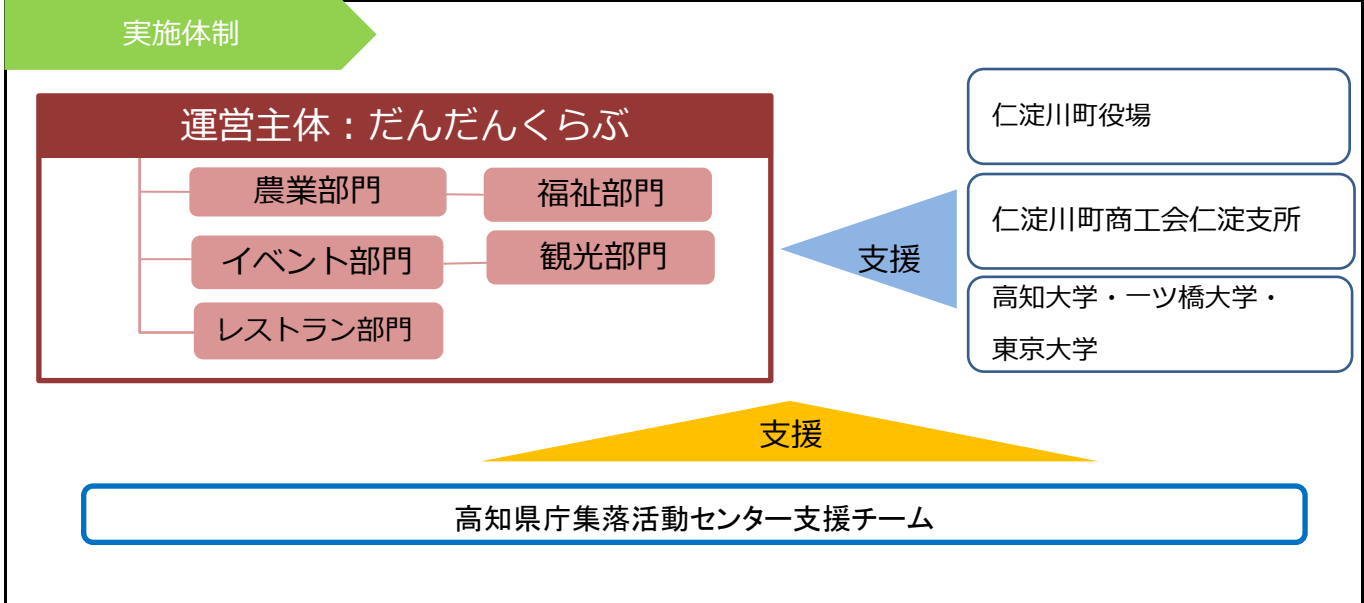 実施体制
運営主体：だんだんくらぶ
農業部門
福祉部門
イベント部門
観光部門
レストラン部門
支援
仁淀川町役場
仁淀川町商工会仁淀支所
高知大学・一ツ橋大学・
東京大学
支援
高知県庁集落活動センター支援チーム